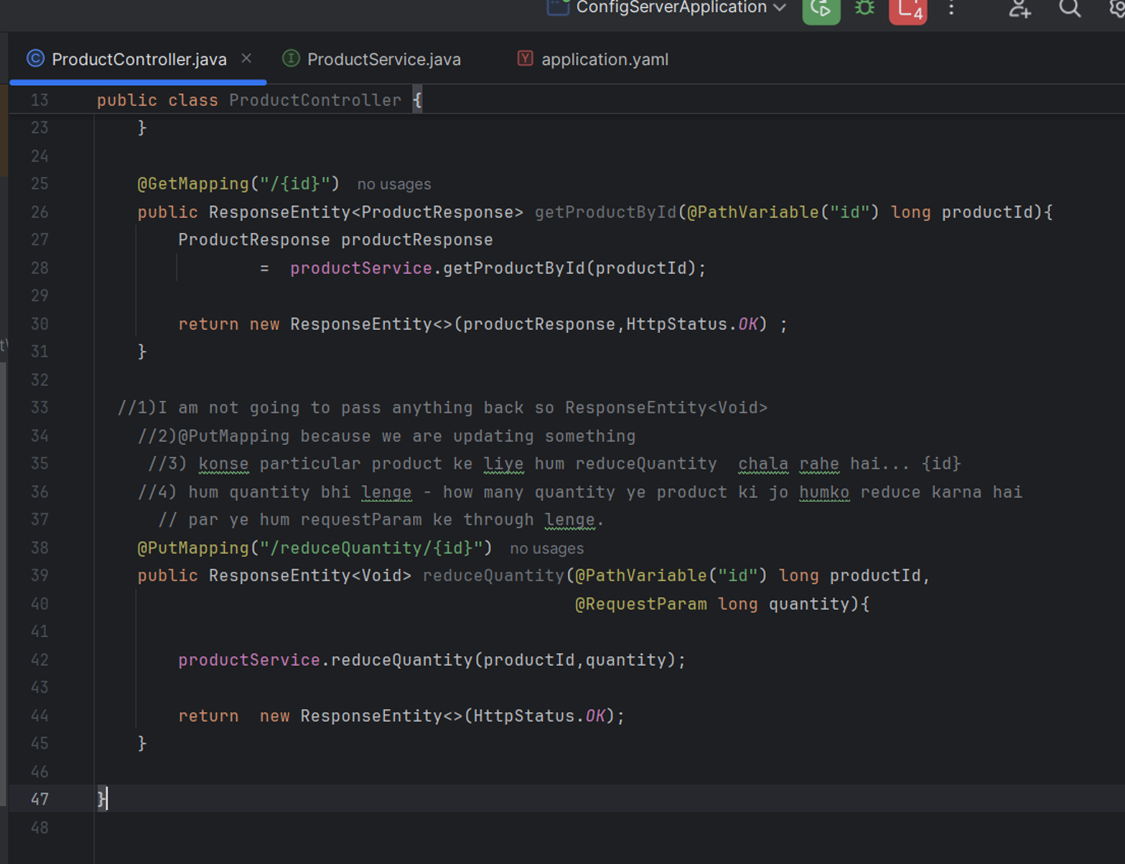 ConfigServerApplication
4
ProductController.java ProductService.java application.yaml
13 public class ProductController {
23 }
24
25 @GetMapping("/{id}") no usages
26 public ResponseEntity<ProductResponse> getProductById(@PathVariable("id") long productId){
27 ProductResponse productResponse
28 = productService.getProductById(productId);
29
30 return new ResponseEntity<>(productResponse,HttpStatus.OK) ;
31 }
32
33 //1)I am not going to pass anything back so ResponseEntity<Void>
34 //2)@PutMapping because we are updating something
35 //3) konse particular product ke liye hum reduceQuantity chala rahe hai... {id}
36 //4) hum quantity bhi lenge - how many quantity ye product ki jo humko reduce karna hai
37 // par ye hum requestParam ke through lenge.
38 @PutMapping("/reduceQuantity/{id}") no usages
39 public ResponseEntity<Void> reduceQuantity(@PathVariable("id") long productId,
40 @RequestParam long quantity){
41
42 productService.reduceQuantity(productId,quantity);
43
44 return new ResponseEntity<>(HttpStatus.OK);
45 }
46
47 }
48